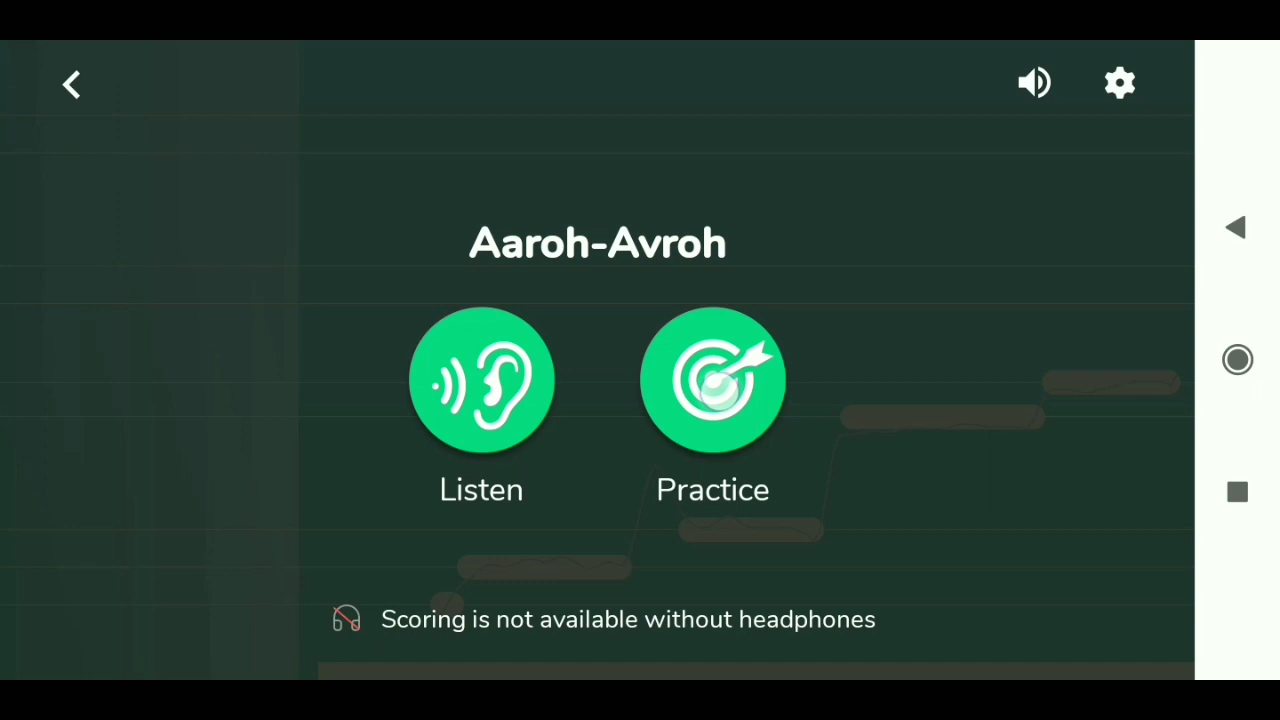 Aaroh-Avroh
Listen
Practice
Scoring is not available without headphones